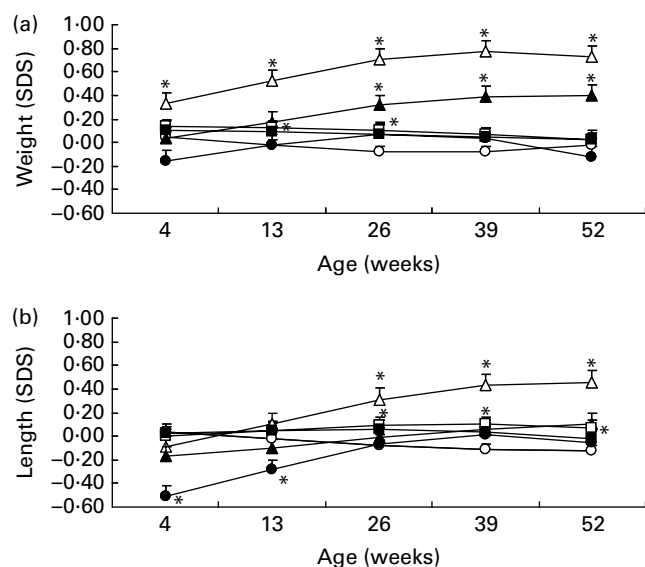 (a)
Weight (SDS)
1·00
0·80
0·60
0·40
0·20
0·00
−0·20
−0·40
−0·60
* * * * *
* * *
* *
4 13 26 39 52
Age (weeks)
(b)
Length (SDS)
1·00
0·80
0·60
0·40
0·20
0·00
−0·20
−0·40
−0·60
* * *
* *
*
* *
4 13 26 39 52
Age (weeks)